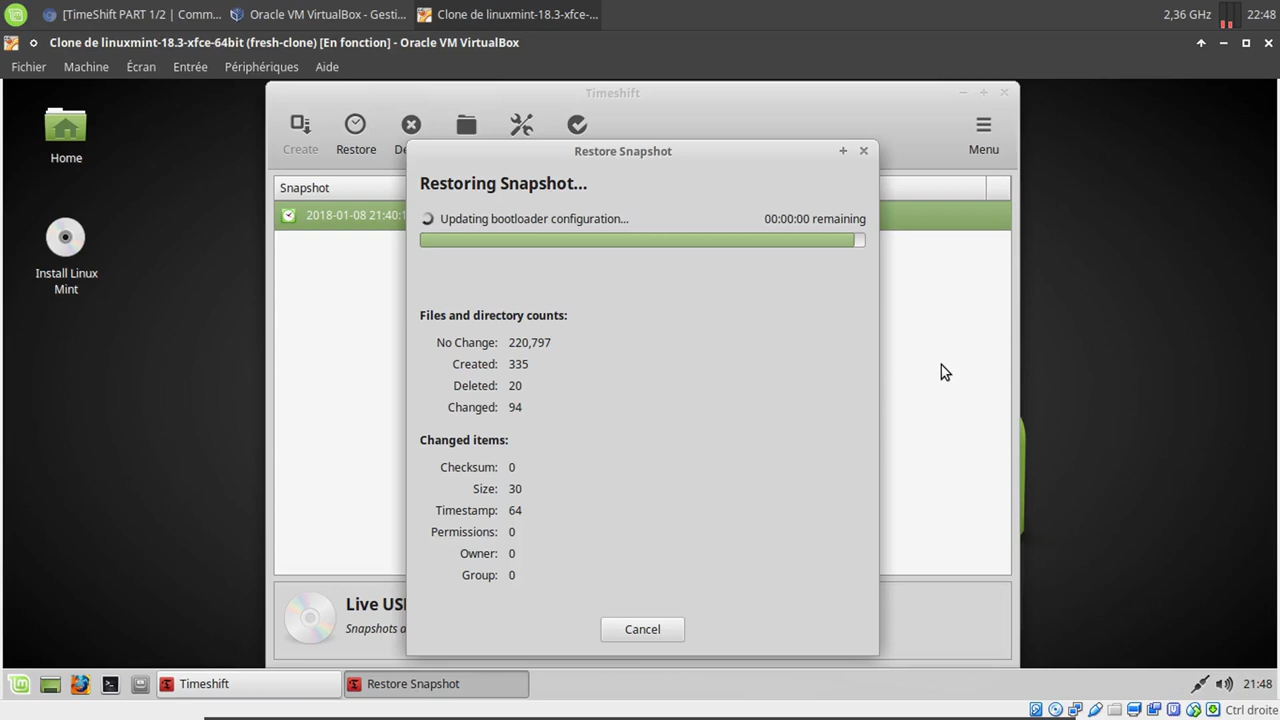 [TimeShift PART 1/2 | Comm... Oracle VM VirtualBox - Gesti... Clone de linuxmint-18.3-xfce-... 2,36 GHz 22:48
Clone de linuxmint-18.3-xfce-64bit (fresh-clone) [En fonction] - Oracle VM VirtualBox
Fichier Machine Écran Entrée Périphériques Aide
Timeshift
Home
Install Linux
Mint
Create Restore De Menu
Snapshot
2018-01-08 21:40:1
Restore Snapshot
Restoring Snapshot...
Updating bootloader configuration... 00:00:00 remaining
Files and directory counts:
No Change: 220,797
Created: 335
Deleted: 20
Changed: 94
Changed items:
Checksum: 0
Size: 30
Timestamp: 64
Permissions: 0
Owner: 0
Group: 0
Cancel
Live US
Snapshots a
Timeshift Restore Snapshot 21:48
Ctrl droite